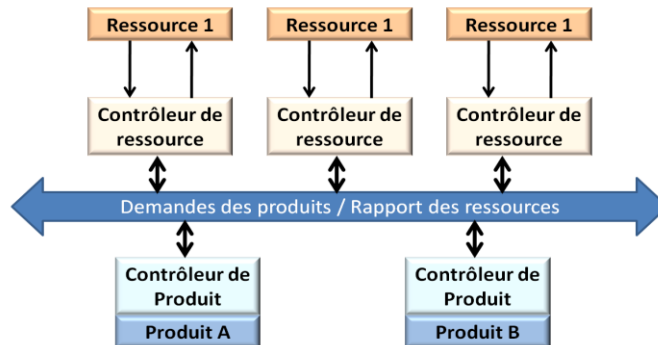 Ressource 1
Ressource 1
Ressource 1
Contrôleur de
ressource
Contrôleur de
ressource
Contrôleur de
ressource
Demandes des produits / Rapport des ressources
Contrôleur de
Produit
Produit A
Contrôleur de
Produit
Produit B